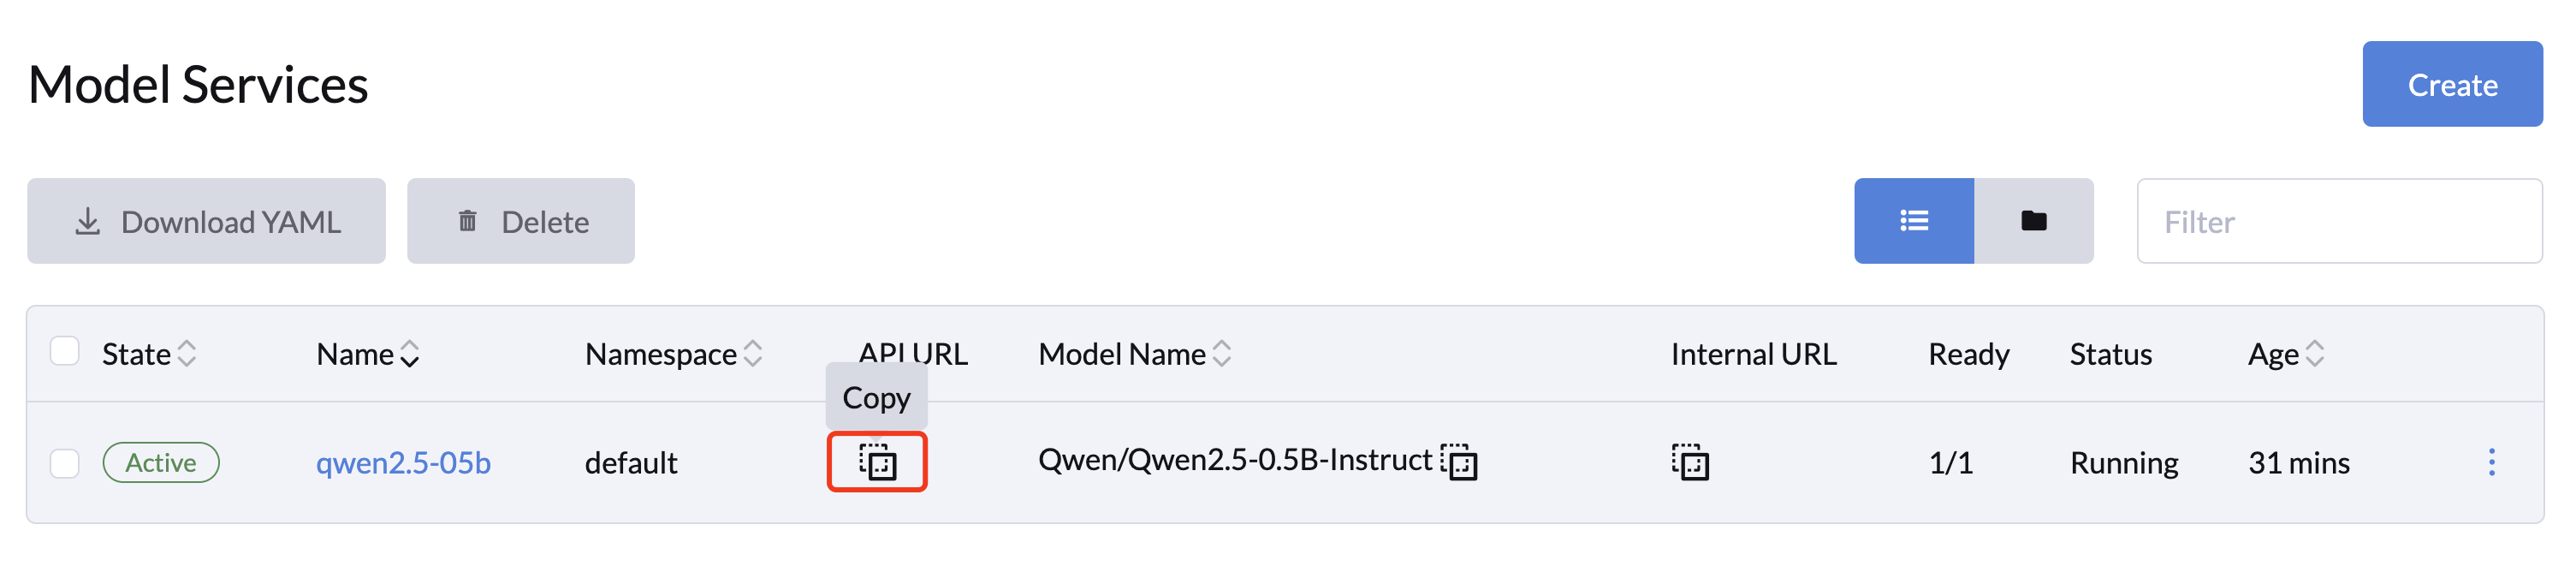 Model Services
Create
Download YAML Delete Filter
State Name Namespace API URL Model Name Internal URL Ready Status Age
Copy
Active qwen2.5-05b default Qwen/Qwen2.5-0.5B-Instruct 1/1 Running 31 mins